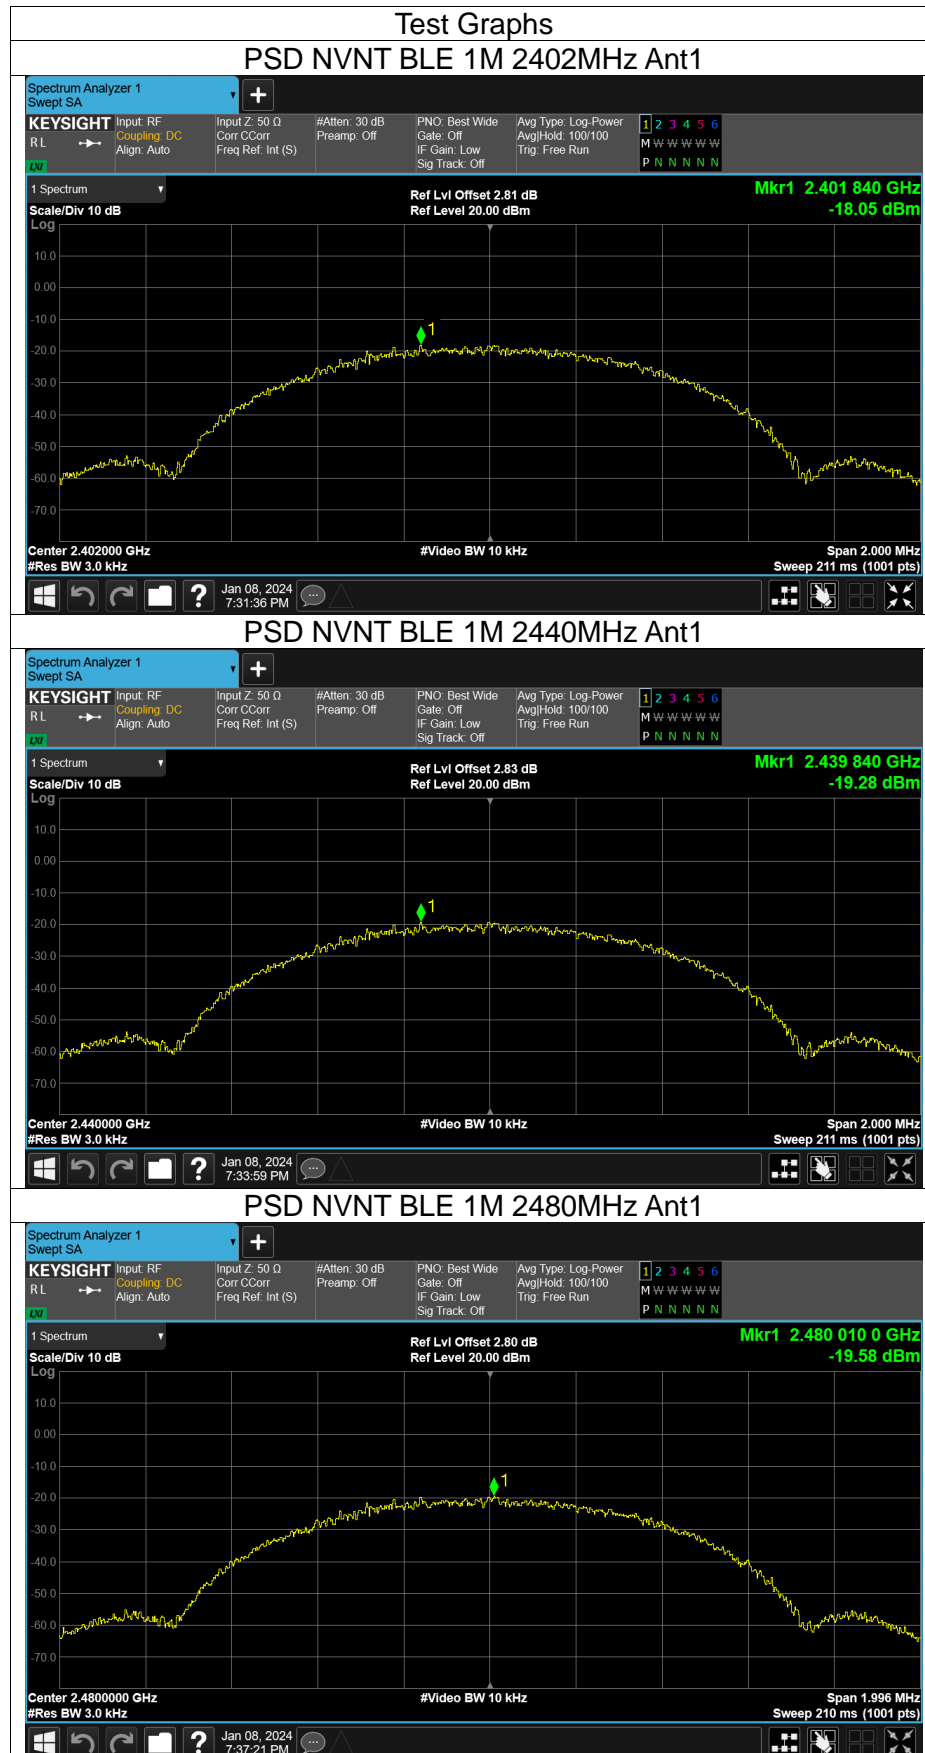 Test Graphs
PSD NVNT BLE 1M 2402MHz Ant1
Spectrum Analyzer 1
Swept SA
KEYSIGHT Input: RF Input Z: 50 Ω #Atten: 30 dB PNO: Best Wide Avg Type: Log-Power 1 2 3 4 5 6
RL Coupling: DC Corr CCorr Preamp: Off Gate: Off Avg|Hold: 100/100 M W W W W W
Align: Auto Freq Ref: Int (S) IF Gain: Low Trig: Free Run
LXI Sig Track: Off P N N N N N
1 Spectrum Ref Lvl Offset 2.81 dB Mkr1 2.401 840 GHz
Scale/Div 10 dB Ref Level 20.00 dBm -18.05 dBm
Log
10.0
0.00
-10.0
1
-20.0
-30.0
-40.0
-50.0
-60.0
-70.0
Center 2.402000 GHz #Video BW 10 kHz Span 2.000 MHz
#Res BW 3.0 kHz Sweep 211 ms (1001 pts)
? Jan 08, 2024
7:31:36 PM
PSD NVNT BLE 1M 2440MHz Ant1
Spectrum Analyzer 1
Swept SA
KEYSIGHT Input: RF Input Z: 50 Ω #Atten: 30 dB PNO: Best Wide Avg Type: Log-Power 1 2 3 4 5 6
RL Coupling: DC Corr CCorr Preamp: Off Gate: Off Avg|Hold: 100/100 M W W W W W
Align: Auto Freq Ref: Int (S) IF Gain: Low Trig: Free Run
LXI Sig Track: Off P N N N N N
1 Spectrum Ref Lvl Offset 2.83 dB Mkr1 2.439 840 GHz
Scale/Div 10 dB Ref Level 20.00 dBm -19.28 dBm
Log
10.0
0.00
-10.0
1
-20.0
-30.0
-40.0
-50.0
-60.0
-70.0
Center 2.440000 GHz #Video BW 10 kHz Span 2.000 MHz
#Res BW 3.0 kHz Sweep 211 ms (1001 pts)
? Jan 08, 2024
7:33:59 PM
PSD NVNT BLE 1M 2480MHz Ant1
Spectrum Analyzer 1
Swept SA
KEYSIGHT Input: RF Input Z: 50 Ω #Atten: 30 dB PNO: Best Wide Avg Type: Log-Power 1 2 3 4 5 6
RL Coupling: DC Corr CCorr Preamp: Off Gate: Off Avg|Hold: 100/100 M W W W W W
Align: Auto Freq Ref: Int (S) IF Gain: Low Trig: Free Run
LXI Sig Track: Off P N N N N N
1 Spectrum Ref Lvl Offset 2.80 dB Mkr1 2.480 010 0 GHz
Scale/Div 10 dB Ref Level 20.00 dBm -19.58 dBm
Log
10.0
0.00
-10.0
1
-20.0
-30.0
-40.0
-50.0
-60.0
-70.0
Center 2.4800000 GHz #Video BW 10 kHz Span 1.996 MHz
#Res BW 3.0 kHz Sweep 210 ms (1001 pts)
? Jan 08, 2024
7:37:21 PM